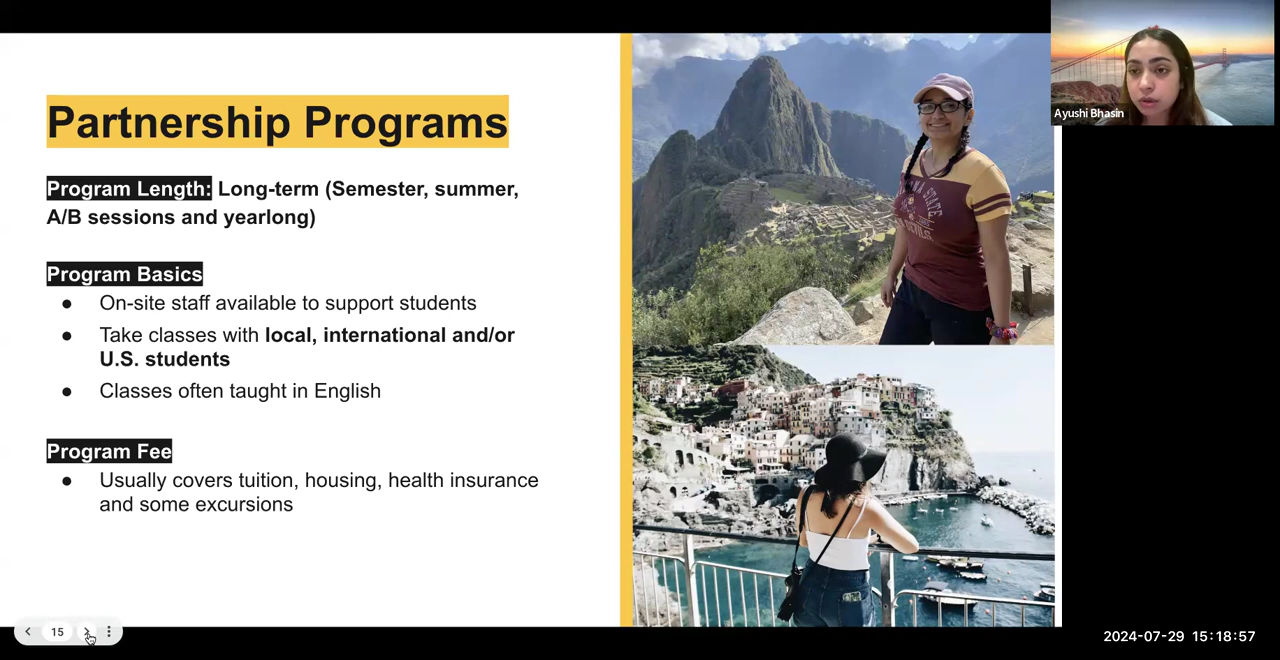 Partnership Programs
Program Length: Long-term (Semester, summer,
A/B sessions and yearlong)
Program Basics
● On-site staff available to support students
● Take classes with local, international and/or
U.S. students
● Classes often taught in English
Program Fee
● Usually covers tuition, housing, health insurance
and some excursions
Ayushi Bhasin
15
2024-07-29 15:18:57